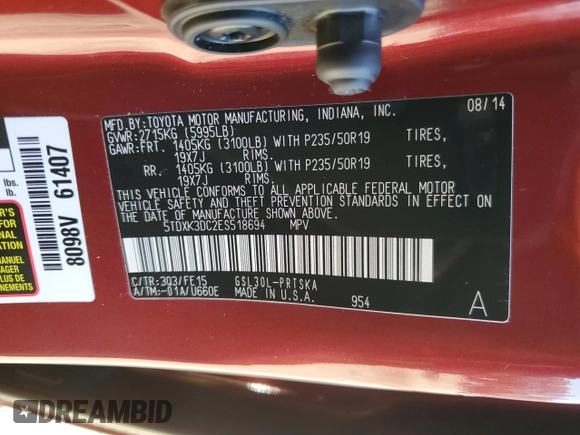 MFD.BY:TOYOTA MOTOR MANUFACTURING, INDIANA, INC. 08/14
GVWR:2715KG (5995LB)
GAWR:FRT. 1405KG (3100LB) WITH P235/50R19 TIRES,
19X7J RIMS.
RR. 1405KG (3100LB) WITH P235/50R19 TIRES,
19X7J RIMS.
THIS VEHICLE CONFORMS TO ALL APPLICABLE FEDERAL MOTOR
VEHICLE SAFETY AND THEFT PREVENTION STANDARDS IN EFFECT ON
THE DATE OF MANUFACTURE SHOWN ABOVE.
5TDXK3DC2ES518694 MPV
C/TR:3Q3/FE15 GSL30L-PRTSKA
A/TM:-01A/U660E MADE IN U.S.A. 954 A
lbs.
lb.
8098V 61407
DREAMBID